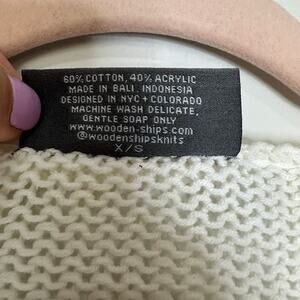 60% COTTON, 40% ACRYLIC
MADE IN BALI, INDONESIA
DESIGNED IN NYC + COLORADO
MACHINE WASH DELICATE,
GENTLE SOAP ONLY
www.wooden-ships.com
@woodenshipsknits
X/S